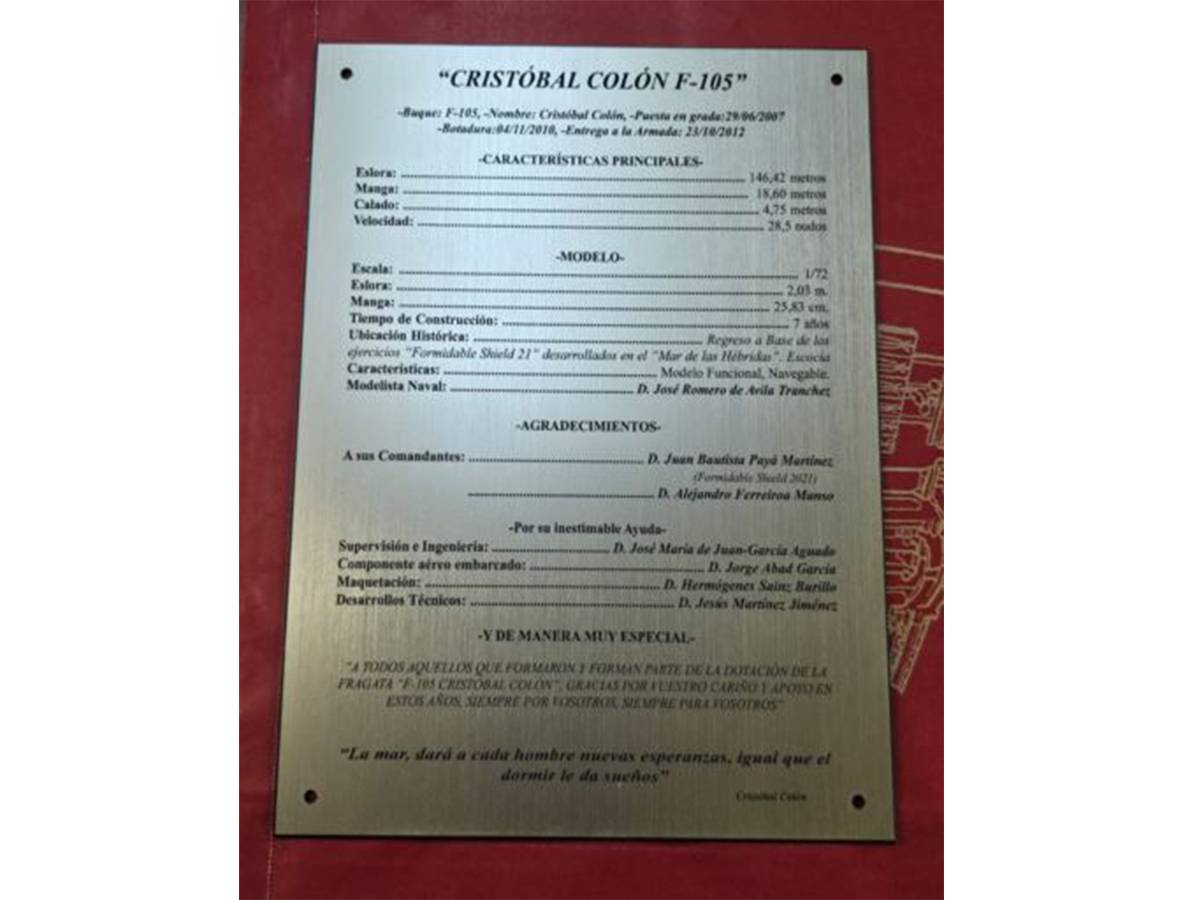 “CRISTÓBAL COLÓN F-105”
-Buque: F-105, -Nombre: Cristóbal Colón, -Puesta en grada:29/06/2007
-Botadura:04/11/2010, -Entrega a la Armada: 23/10/2012
-CARACTERÍSTICAS PRINCIPALES-
Eslora: ........ 146,42 metros
Manga: ........ 18,60 metros
Calado: ........ 4,75 metros
Velocidad: ........ 28,5 nudos
-MODELO-
Escala: ........ 1/72
Eslora: ........ 2,03 m.
Manga: ........ 25,83 cm.
Tiempo de Construcción: ........ 7 años
Ubicación Histórica: ........ Regreso a Base de los
ejercicios "Formidable Shield 21" desarrollados en el "Mar de las Hébridas". Escocia
Características: ........ Modelo Funcional, Navegable.
Modelista Naval: ........ D. José Romero de Avila Tranchez
-AGRADECIMIENTOS-
A sus Comandantes: ........ D. Juan Bautista Payá Martínez
(Formidable Shield 2021)
........ D. Alejandro Ferreiroa Manso
-Por su inestimable Ayuda-
Supervisión e Ingeniería: ........ D. José María de Juan-García Aguado
Componente aéreo embarcado: ........ D. Jorge Abad García
Maquetación: ........ D. Hermógenes Sainz Burillo
Desarrollos Técnicos: ........ D. Jesús Martínez Jiménez
-Y DE MANERA MUY ESPECIAL-
"A TODOS AQUELLOS QUE FORMARON Y FORMAN PARTE DE LA DOTACIÓN DE LA
FRAGATA "F-105 CRISTÓBAL COLÓN", GRACIAS POR VUESTRO CARIÑO Y APOYO EN
ESTOS AÑOS, SIEMPRE POR VOSOTROS, SIEMPRE PARA VOSOTROS"
"La mar, dará a cada hombre nuevas esperanzas, igual que el
dormir le da sueños"
Cristóbal Colón